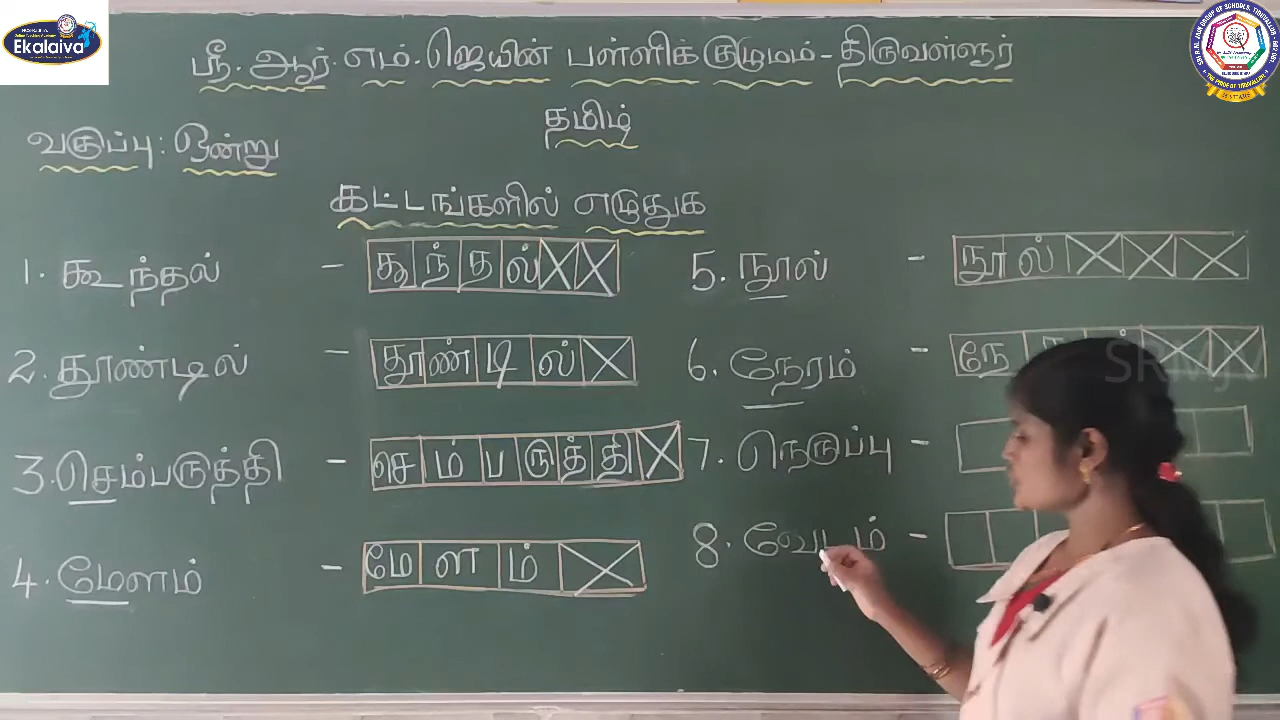 Ekalaiva
ஸ்ரீ. ஆர். எம். ஜெயின் பள்ளிக் குழுமம் - திருவள்ளூர்
தமிழ்
வகுப்பு : ஒன்று
கட்டங்களில் எழுதுக
1. கூந்தல் - கூ ந் த ல் X X
2. தூண்டில் - தூ ண் டி ல் X
3. செம்பருத்தி - செ ம் ப ரு த் தி X
4. மேளம் - மே ள ம் X
5. நூல் - நூ ல் X X X
6. நேரம் - நே X X
7. நெருப்பு -
8. வேடம் -
SRMJ